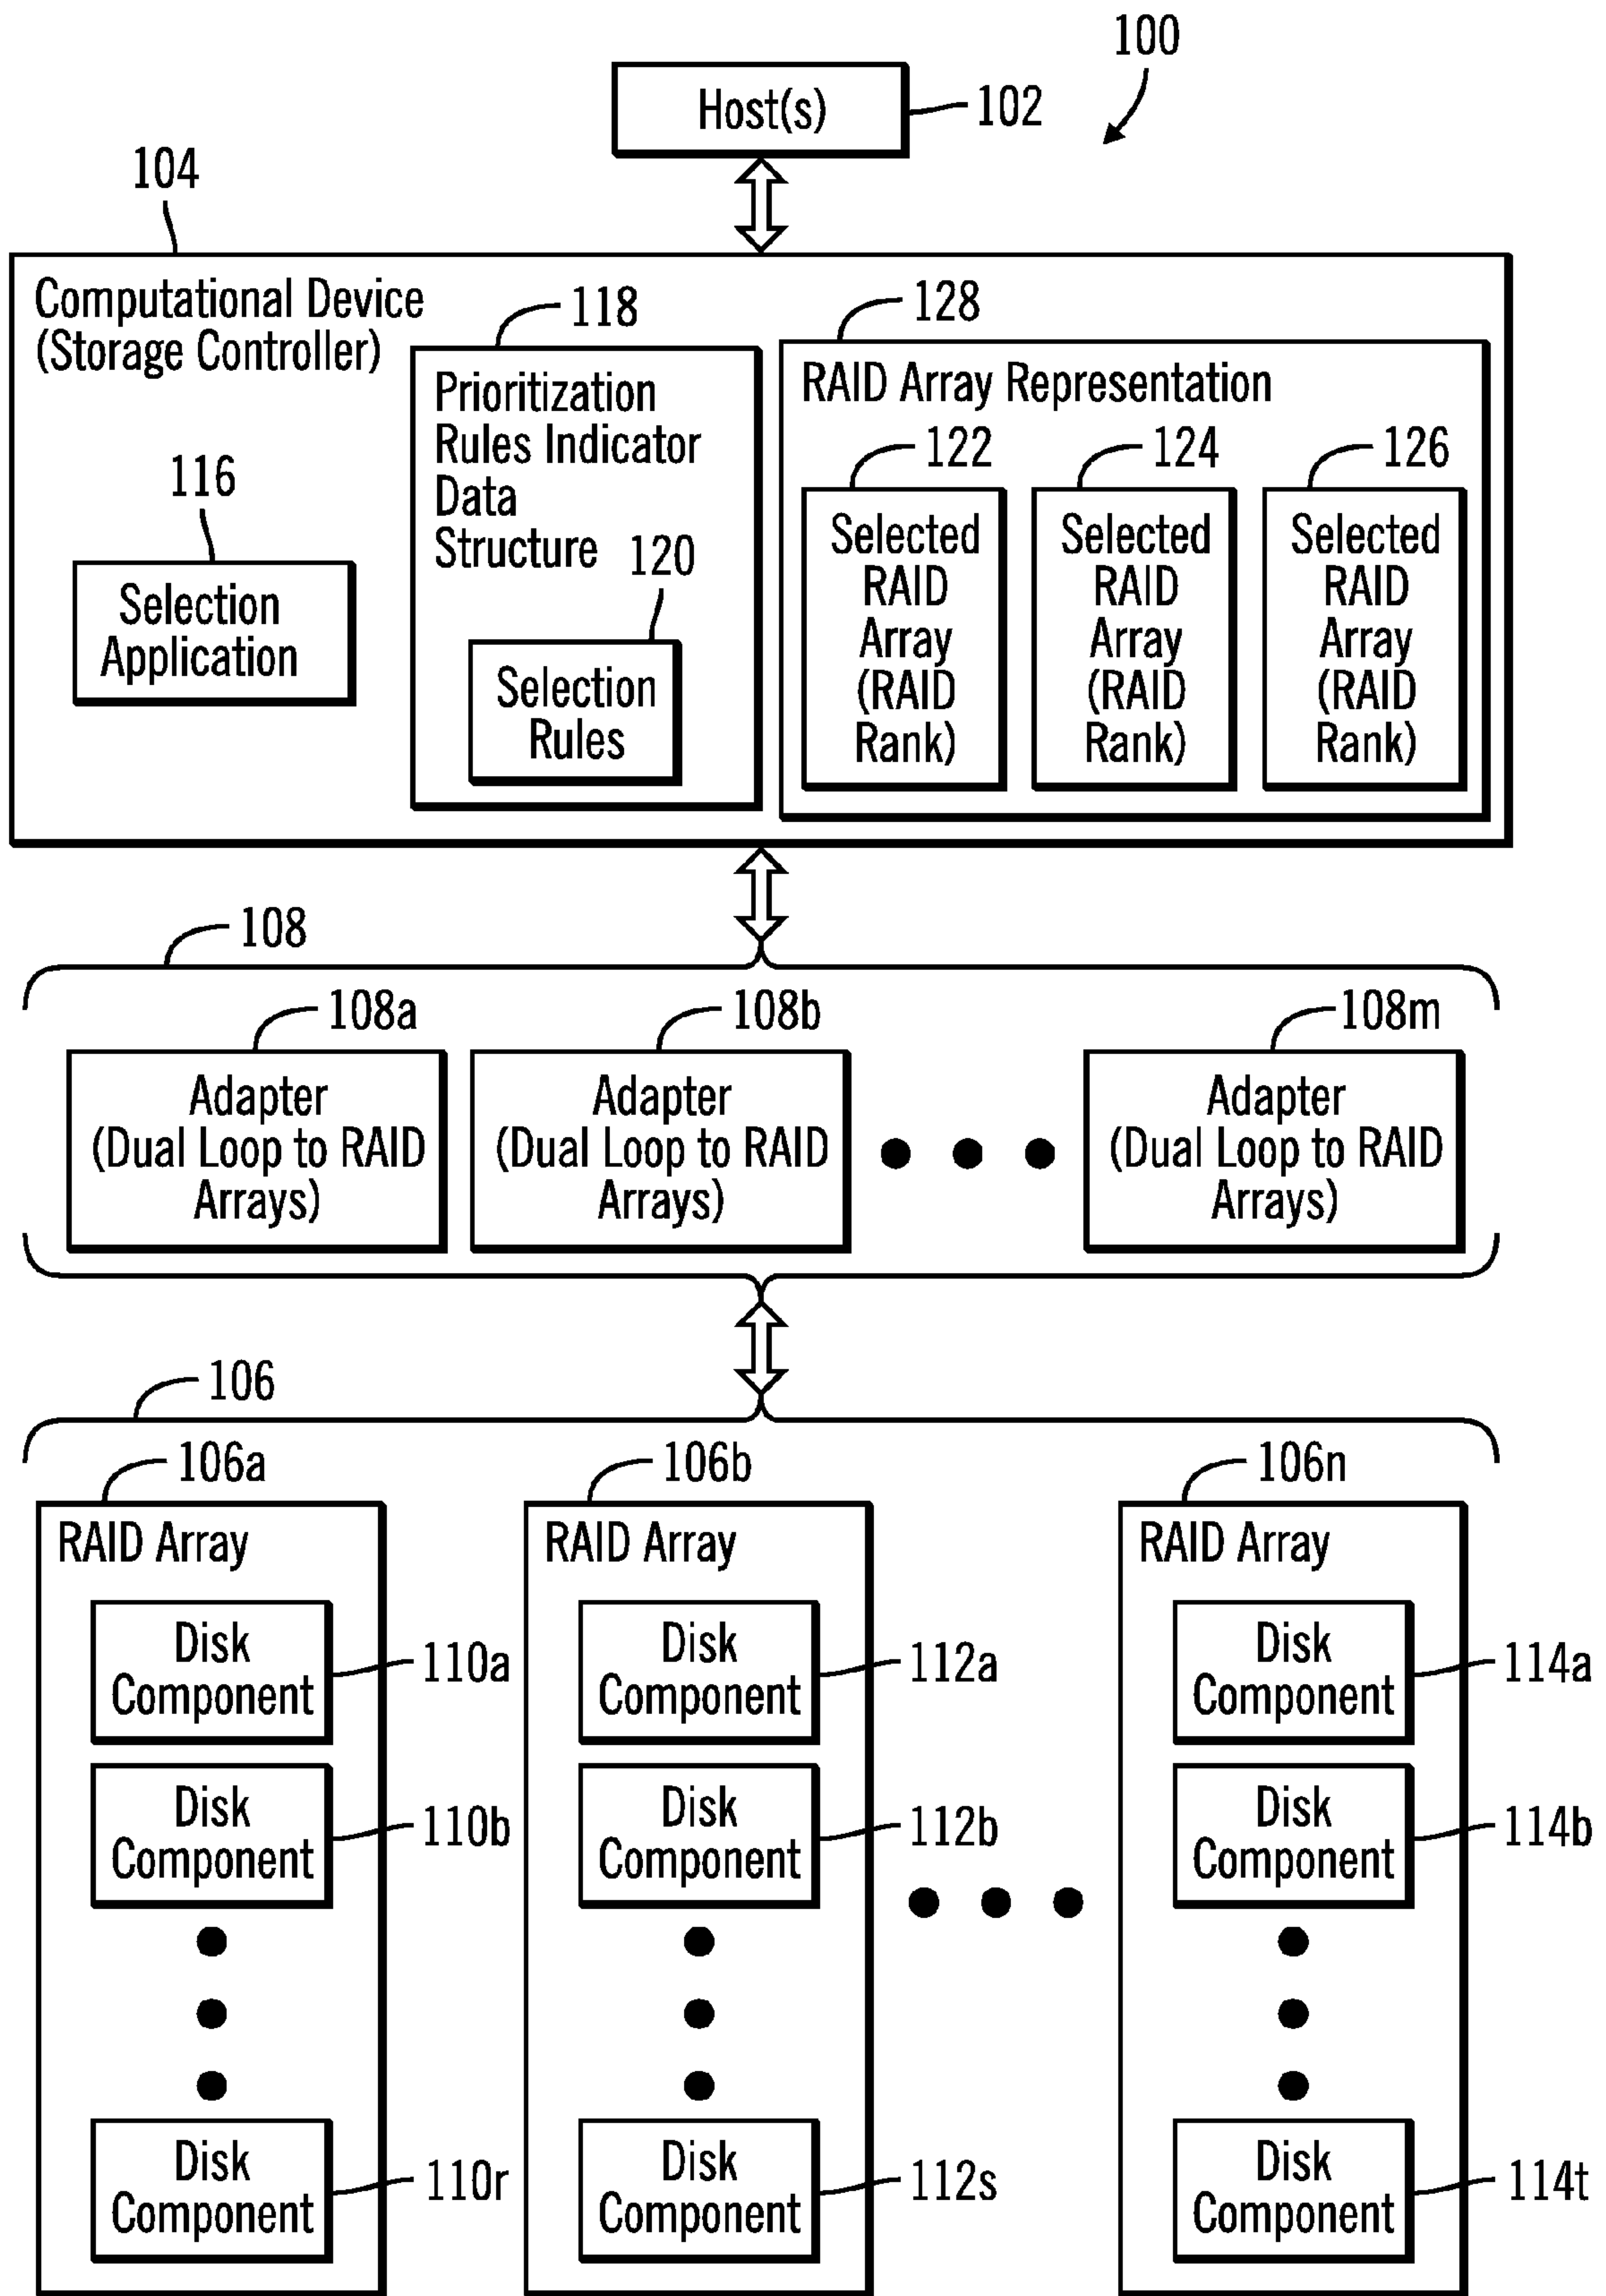 100
Host(s)
102
104
Computational Device
(Storage Controller)
118
128
Prioritization
Rules Indicator
Data
Structure
RAID Array Representation
116
Selection
Application
120
Selection
Rules
122
124
126
Selected
RAID
Array
(RAID
Rank)
Selected
RAID
Array
(RAID
Rank)
Selected
RAID
Array
(RAID
Rank)
108
108a
108b
108m
Adapter
(Dual Loop to RAID
Arrays)
Adapter
(Dual Loop to RAID
Arrays)
Adapter
(Dual Loop to RAID
Arrays)
106
106a
106b
106n
RAID Array
Disk
Component
110a
Disk
Component
110b
Disk
Component
110r
RAID Array
Disk
Component
112a
Disk
Component
112b
Disk
Component
112s
RAID Array
Disk
Component
114a
Disk
Component
114b
Disk
Component
114t